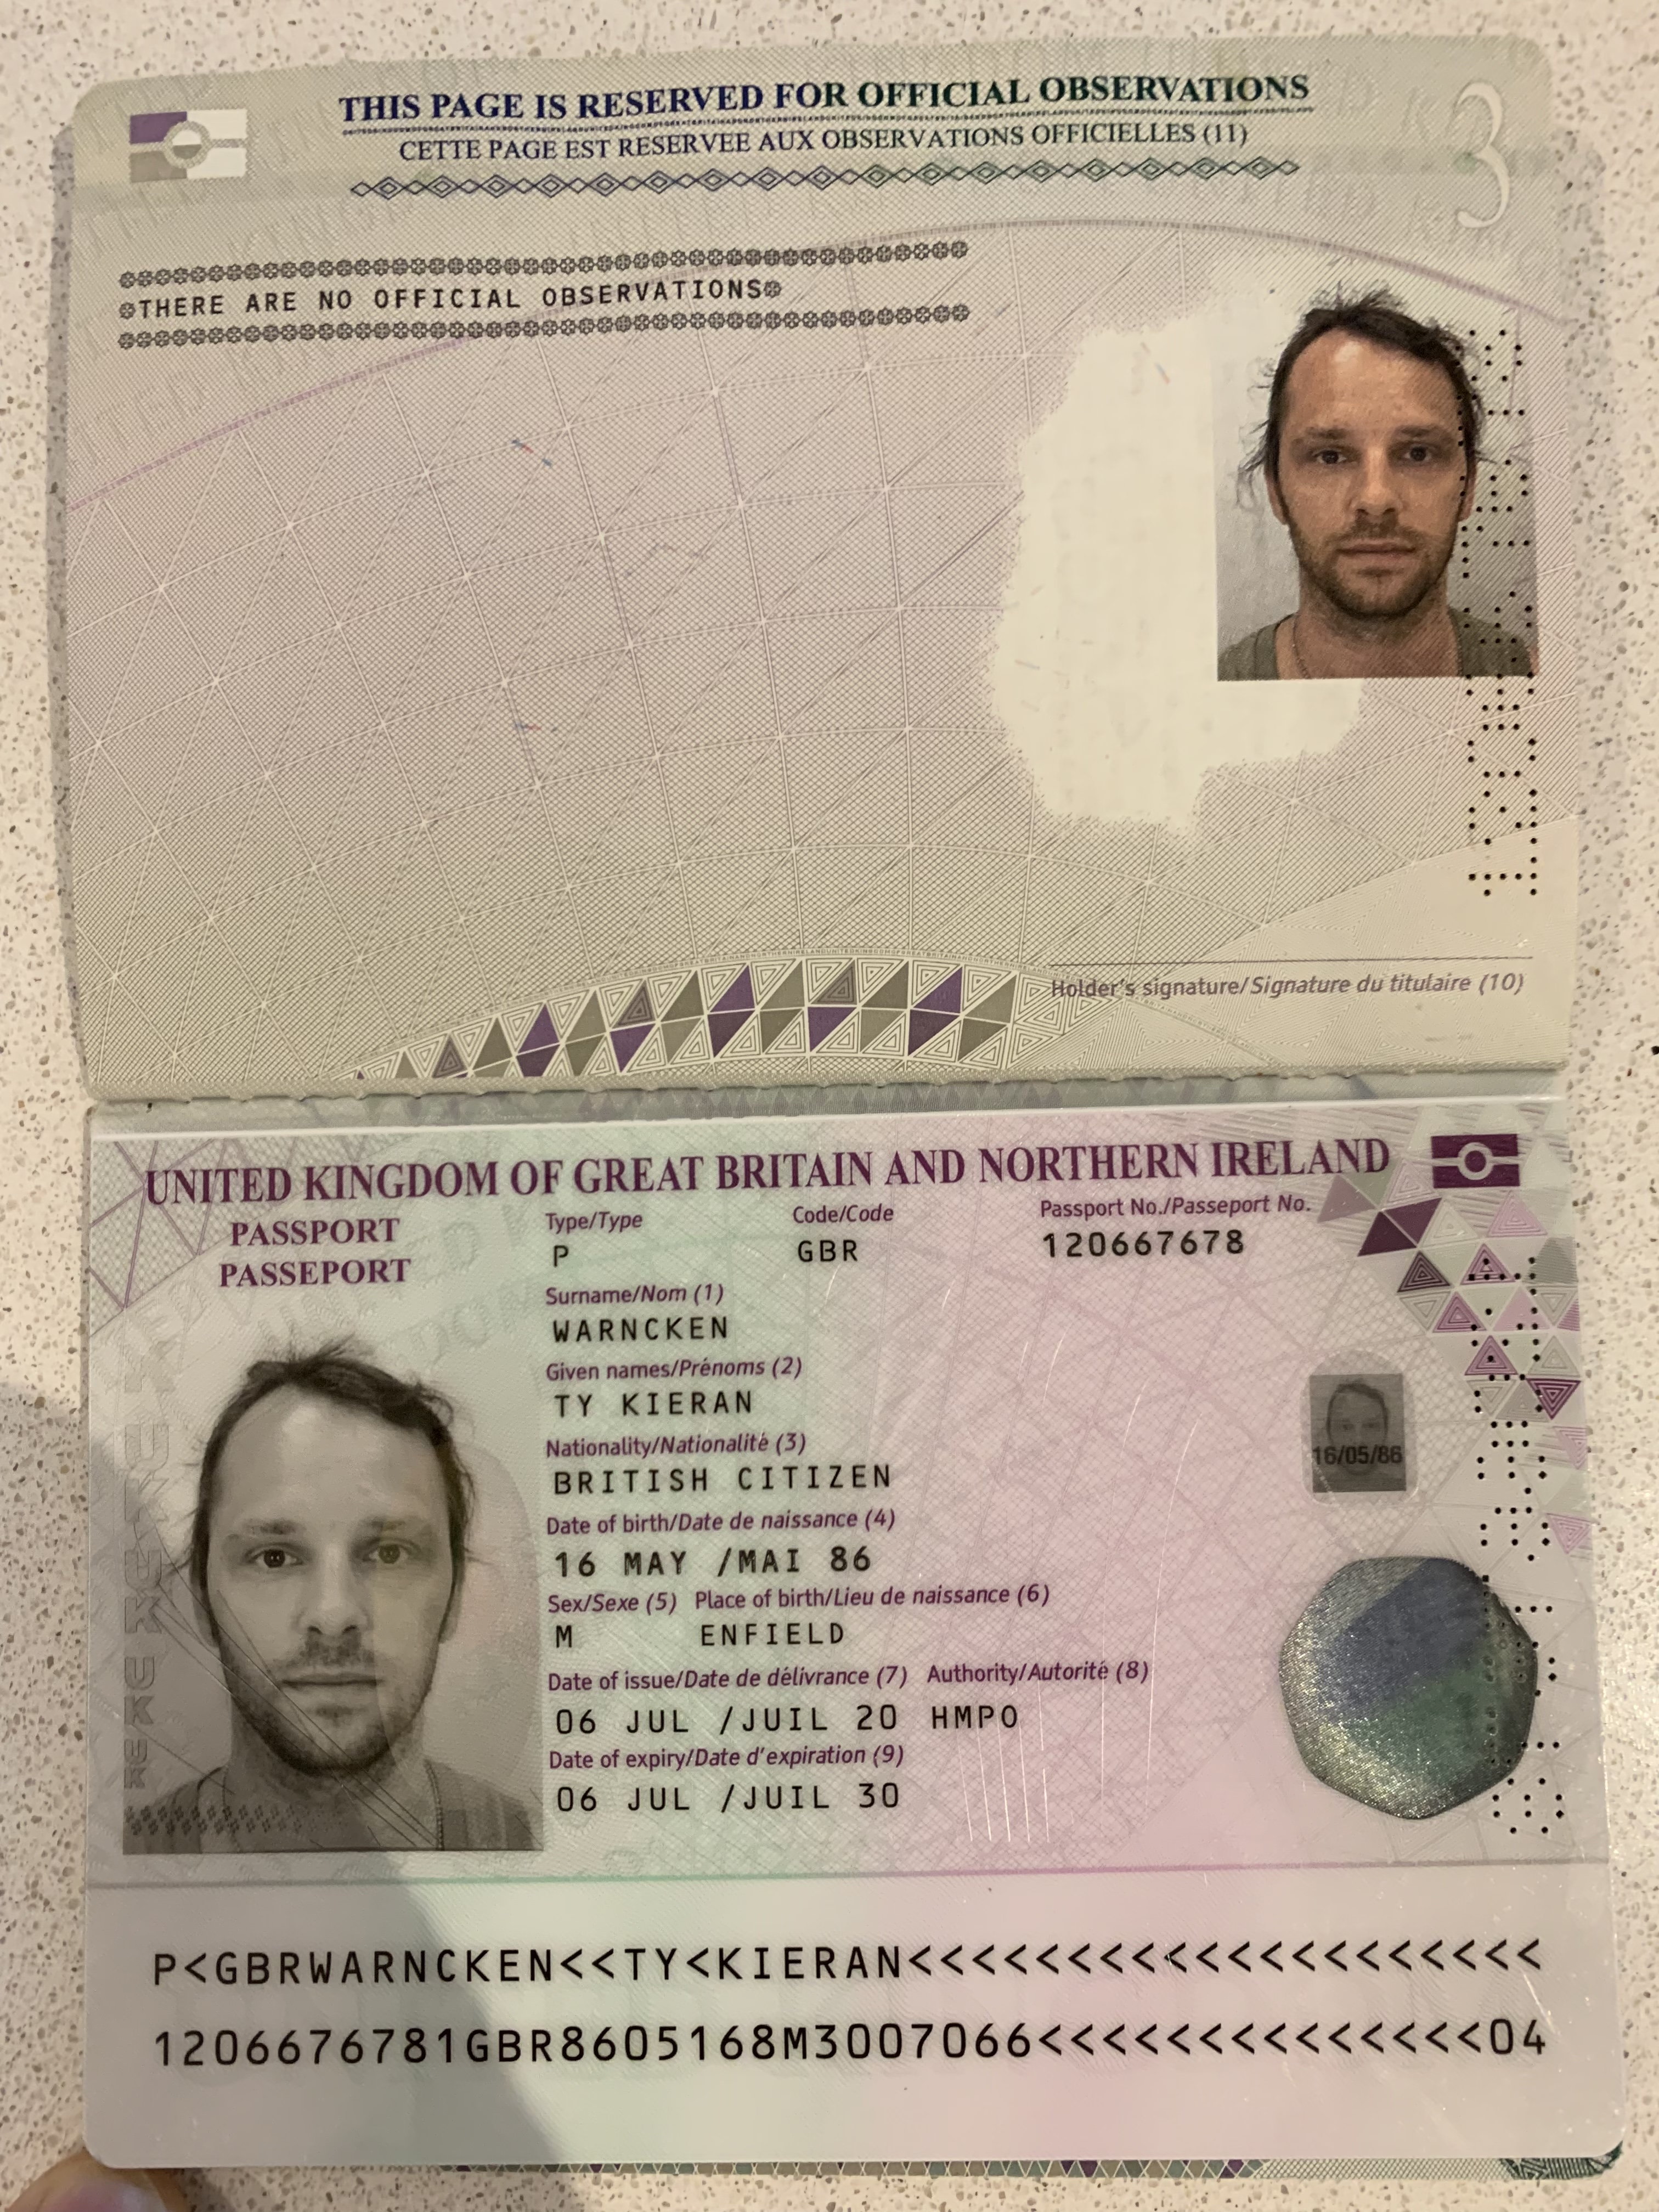 THIS PAGE IS RESERVED FOR OFFICIAL OBSERVATIONS
CETTE PAGE EST RESERVEE AUX OBSERVATIONS OFFICIELLES (11)
3
THERE ARE NO OFFICIAL OBSERVATIONS
Holder's signature/Signature du titulaire (10)
UNITED KINGDOM OF GREAT BRITAIN AND NORTHERN IRELAND
PASSPORT
PASSEPORT
Type/Type Code/Code Passport No./Passeport No.
P GBR 120667678
Surname/Nom (1)
WARNCKEN
Given names/Prénoms (2)
TY KIERAN
Nationality/Nationalité (3)
BRITISH CITIZEN
16/05/86
Date of birth/Date de naissance (4)
16 MAY /MAI 86
Sex/Sexe (5) Place of birth/Lieu de naissance (6)
M ENFIELD
Date of issue/Date de délivrance (7) Authority/Autorité (8)
06 JUL /JUIL 20 HMPO
Date of expiry/Date d'expiration (9)
06 JUL /JUIL 30
P<GBRWARNCKEN<<TY<KIERAN<<<<<<<<<<<<<<<<<<<<
1206676781GBR8605168M3007066<<<<<<<<<<<<<<04